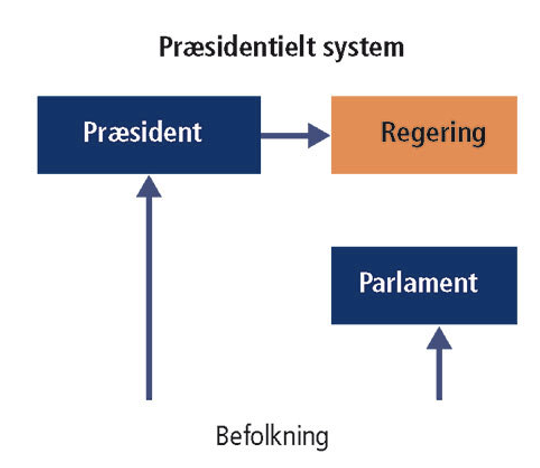 Præsidentielt system
Præsident
Regering
Parlament
Befolkning